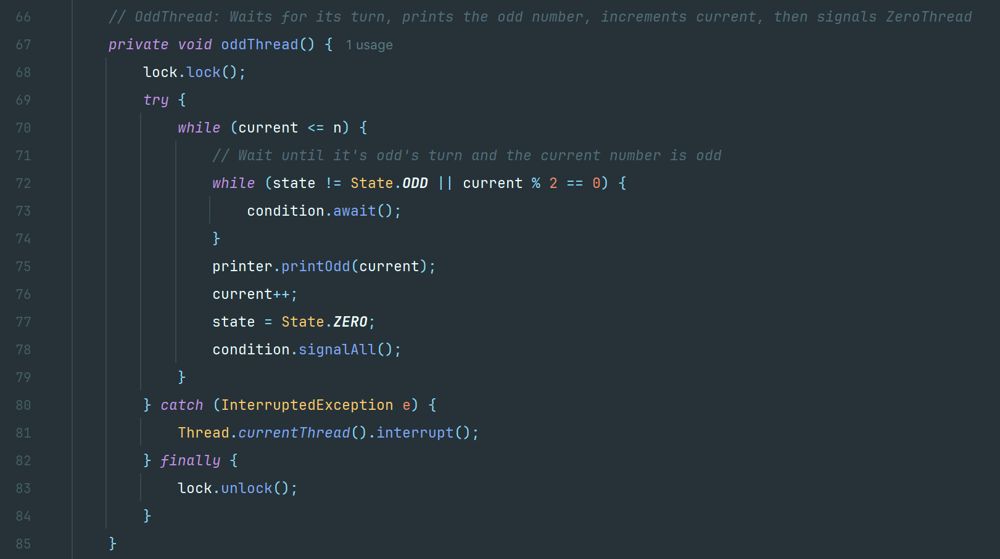 66 // OddThread: Waits for its turn, prints the odd number, increments current, then signals ZeroThread
67 private void oddThread() { 1 usage
68 lock.lock();
69 try {
70 while (current <= n) {
71 // Wait until it's odd's turn and the current number is odd
72 while (state != State.ODD || current % 2 == 0) {
73 condition.await();
74 }
75 printer.printOdd(current);
76 current++;
77 state = State.ZERO;
78 condition.signalAll();
79 }
80 } catch (InterruptedException e) {
81 Thread.currentThread().interrupt();
82 } finally {
83 lock.unlock();
84 }
85 }